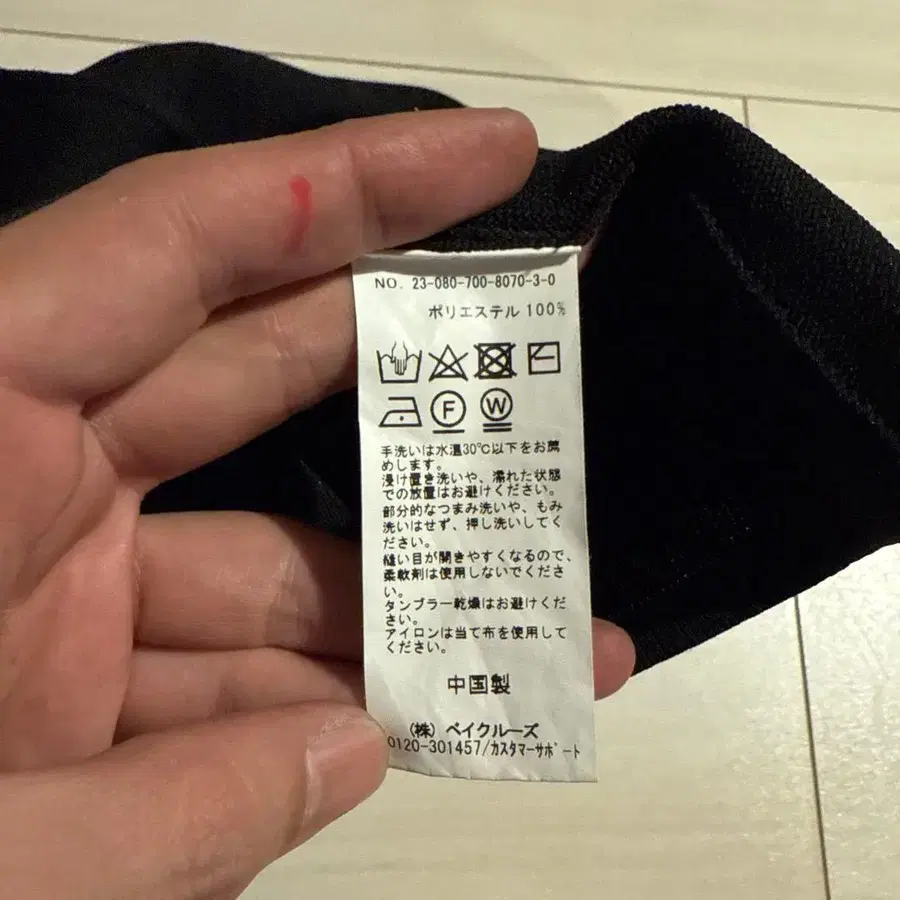 NO. 23-080-700-8070-3-0
ポリエステル 100%
F W
手洗いは水温30℃以下をお薦
めします。
浸け置き洗いや、濡れた状態
での放置はお避けください。
部分的なつまみ洗いや、もみ
洗いはせず、押し洗いしてく
ださい。
縫い目が開きやすくなるので、
柔軟剤は使用しないでくださ
い。
タンブラー乾燥はお避けくだ
さい。
アイロンは当て布を使用して
ください。
中国製
(株) ベイクルーズ
0120-301457/カスタマーサポート